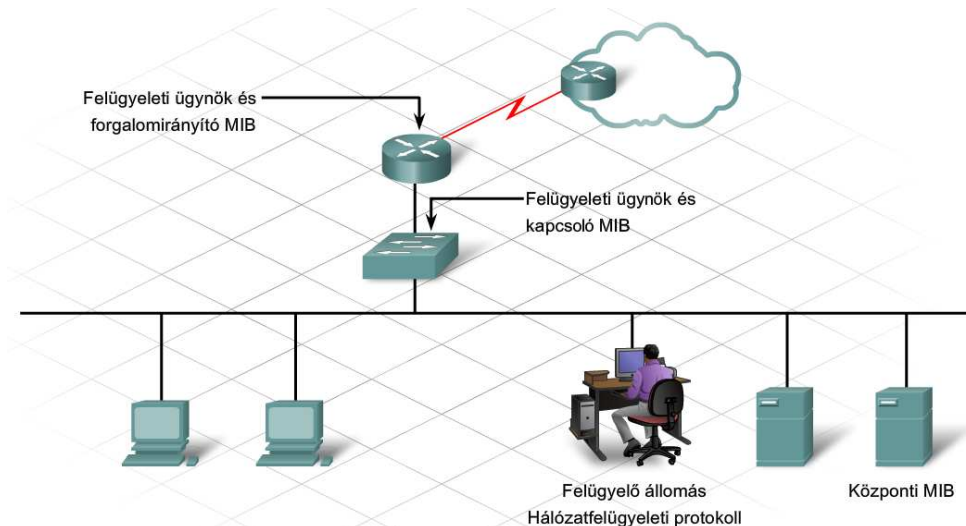 Felügyeleti ügynök és
forgalomirányító MIB
Felügyeleti ügynök és
kapcsoló MIB
Felügyelő állomás
Hálózatfelügyeleti protokoll
Központi MIB